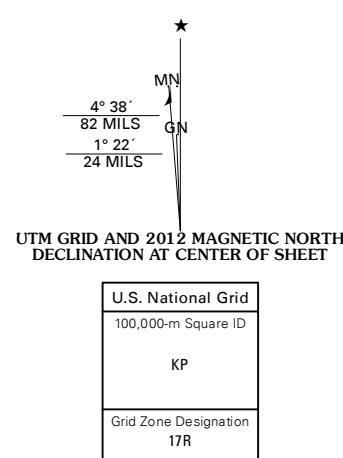 MN
4° 38´
82 MILS
GN
1° 22´
24 MILS
UTM GRID AND 2012 MAGNETIC NORTH
DECLINATION AT CENTER OF SHEET
U.S. National Grid
100,000-m Square ID
KP
Grid Zone Designation
17R